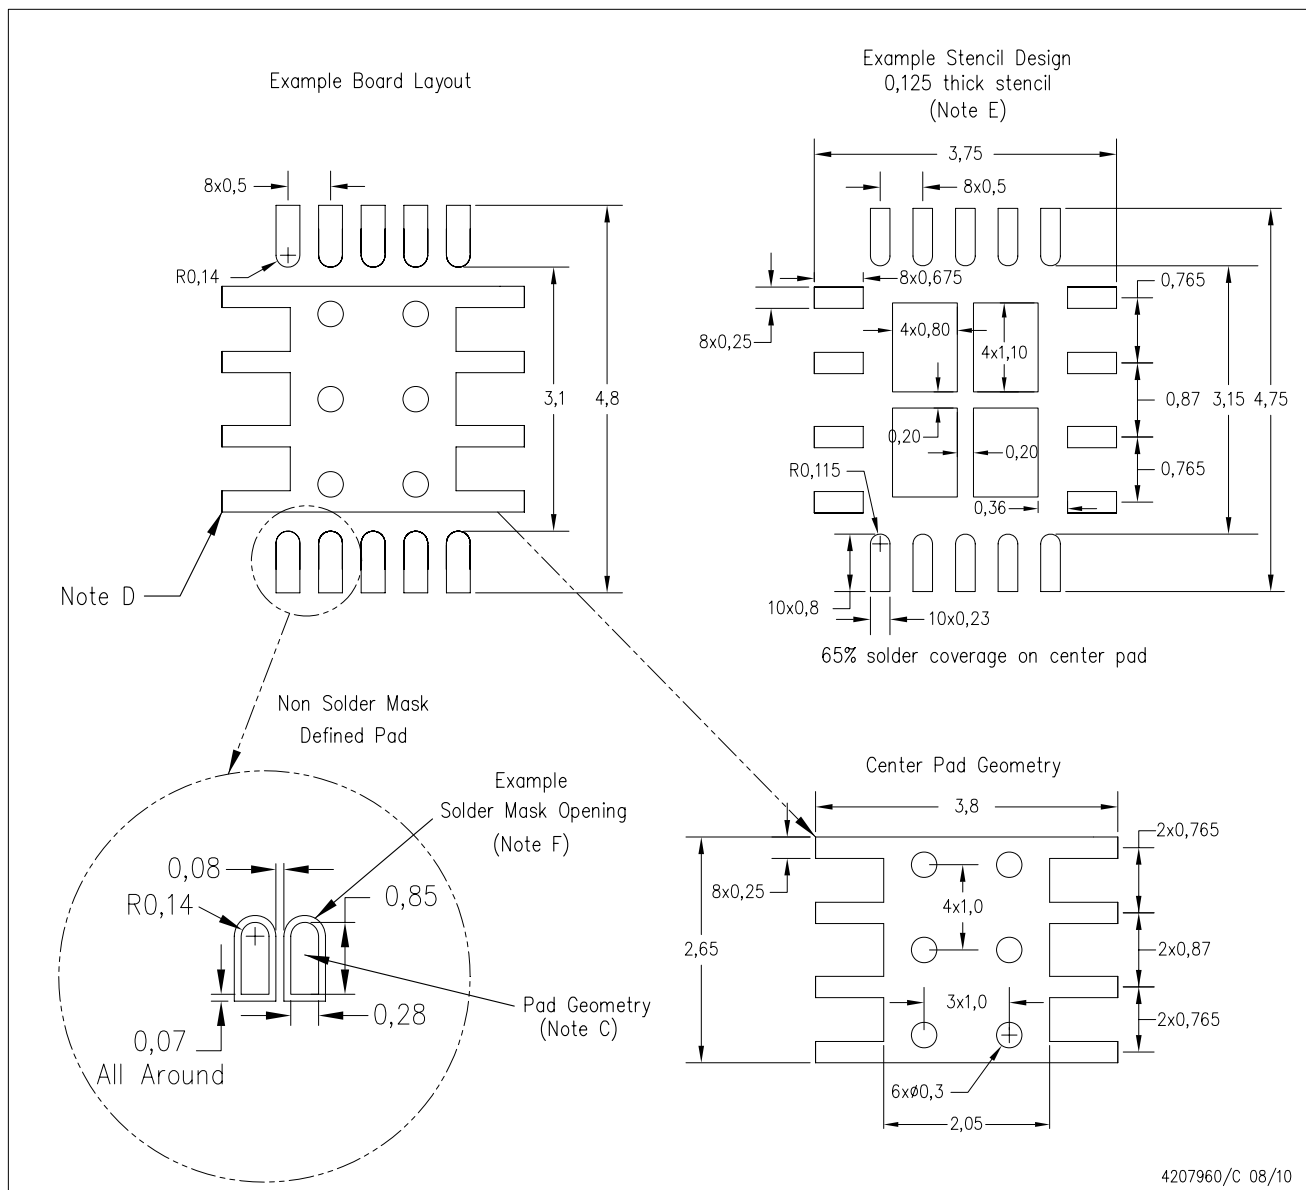 Example Board Layout
8x0,5
R0,14
3,1
4,8
Note D
Example Stencil Design
0,125 thick stencil
(Note E)
3,75
8x0,5
8x0,675
0,765
8x0,25
4x0,80
4x1,10
0,87
3,15
4,75
0,20
0,20
R0,115
0,765
0,36
10x0,8
10x0,23
65% solder coverage on center pad
Non Solder Mask
Defined Pad
Example
Solder Mask Opening
(Note F)
0,08
R0,14
0,85
Pad Geometry
(Note C)
0,28
0,07
All Around
Center Pad Geometry
3,8
2x0,765
8x0,25
4x1,0
2,65
2x0,87
3x1,0
2x0,765
6xø0,3
2,05
4207960/C 08/10